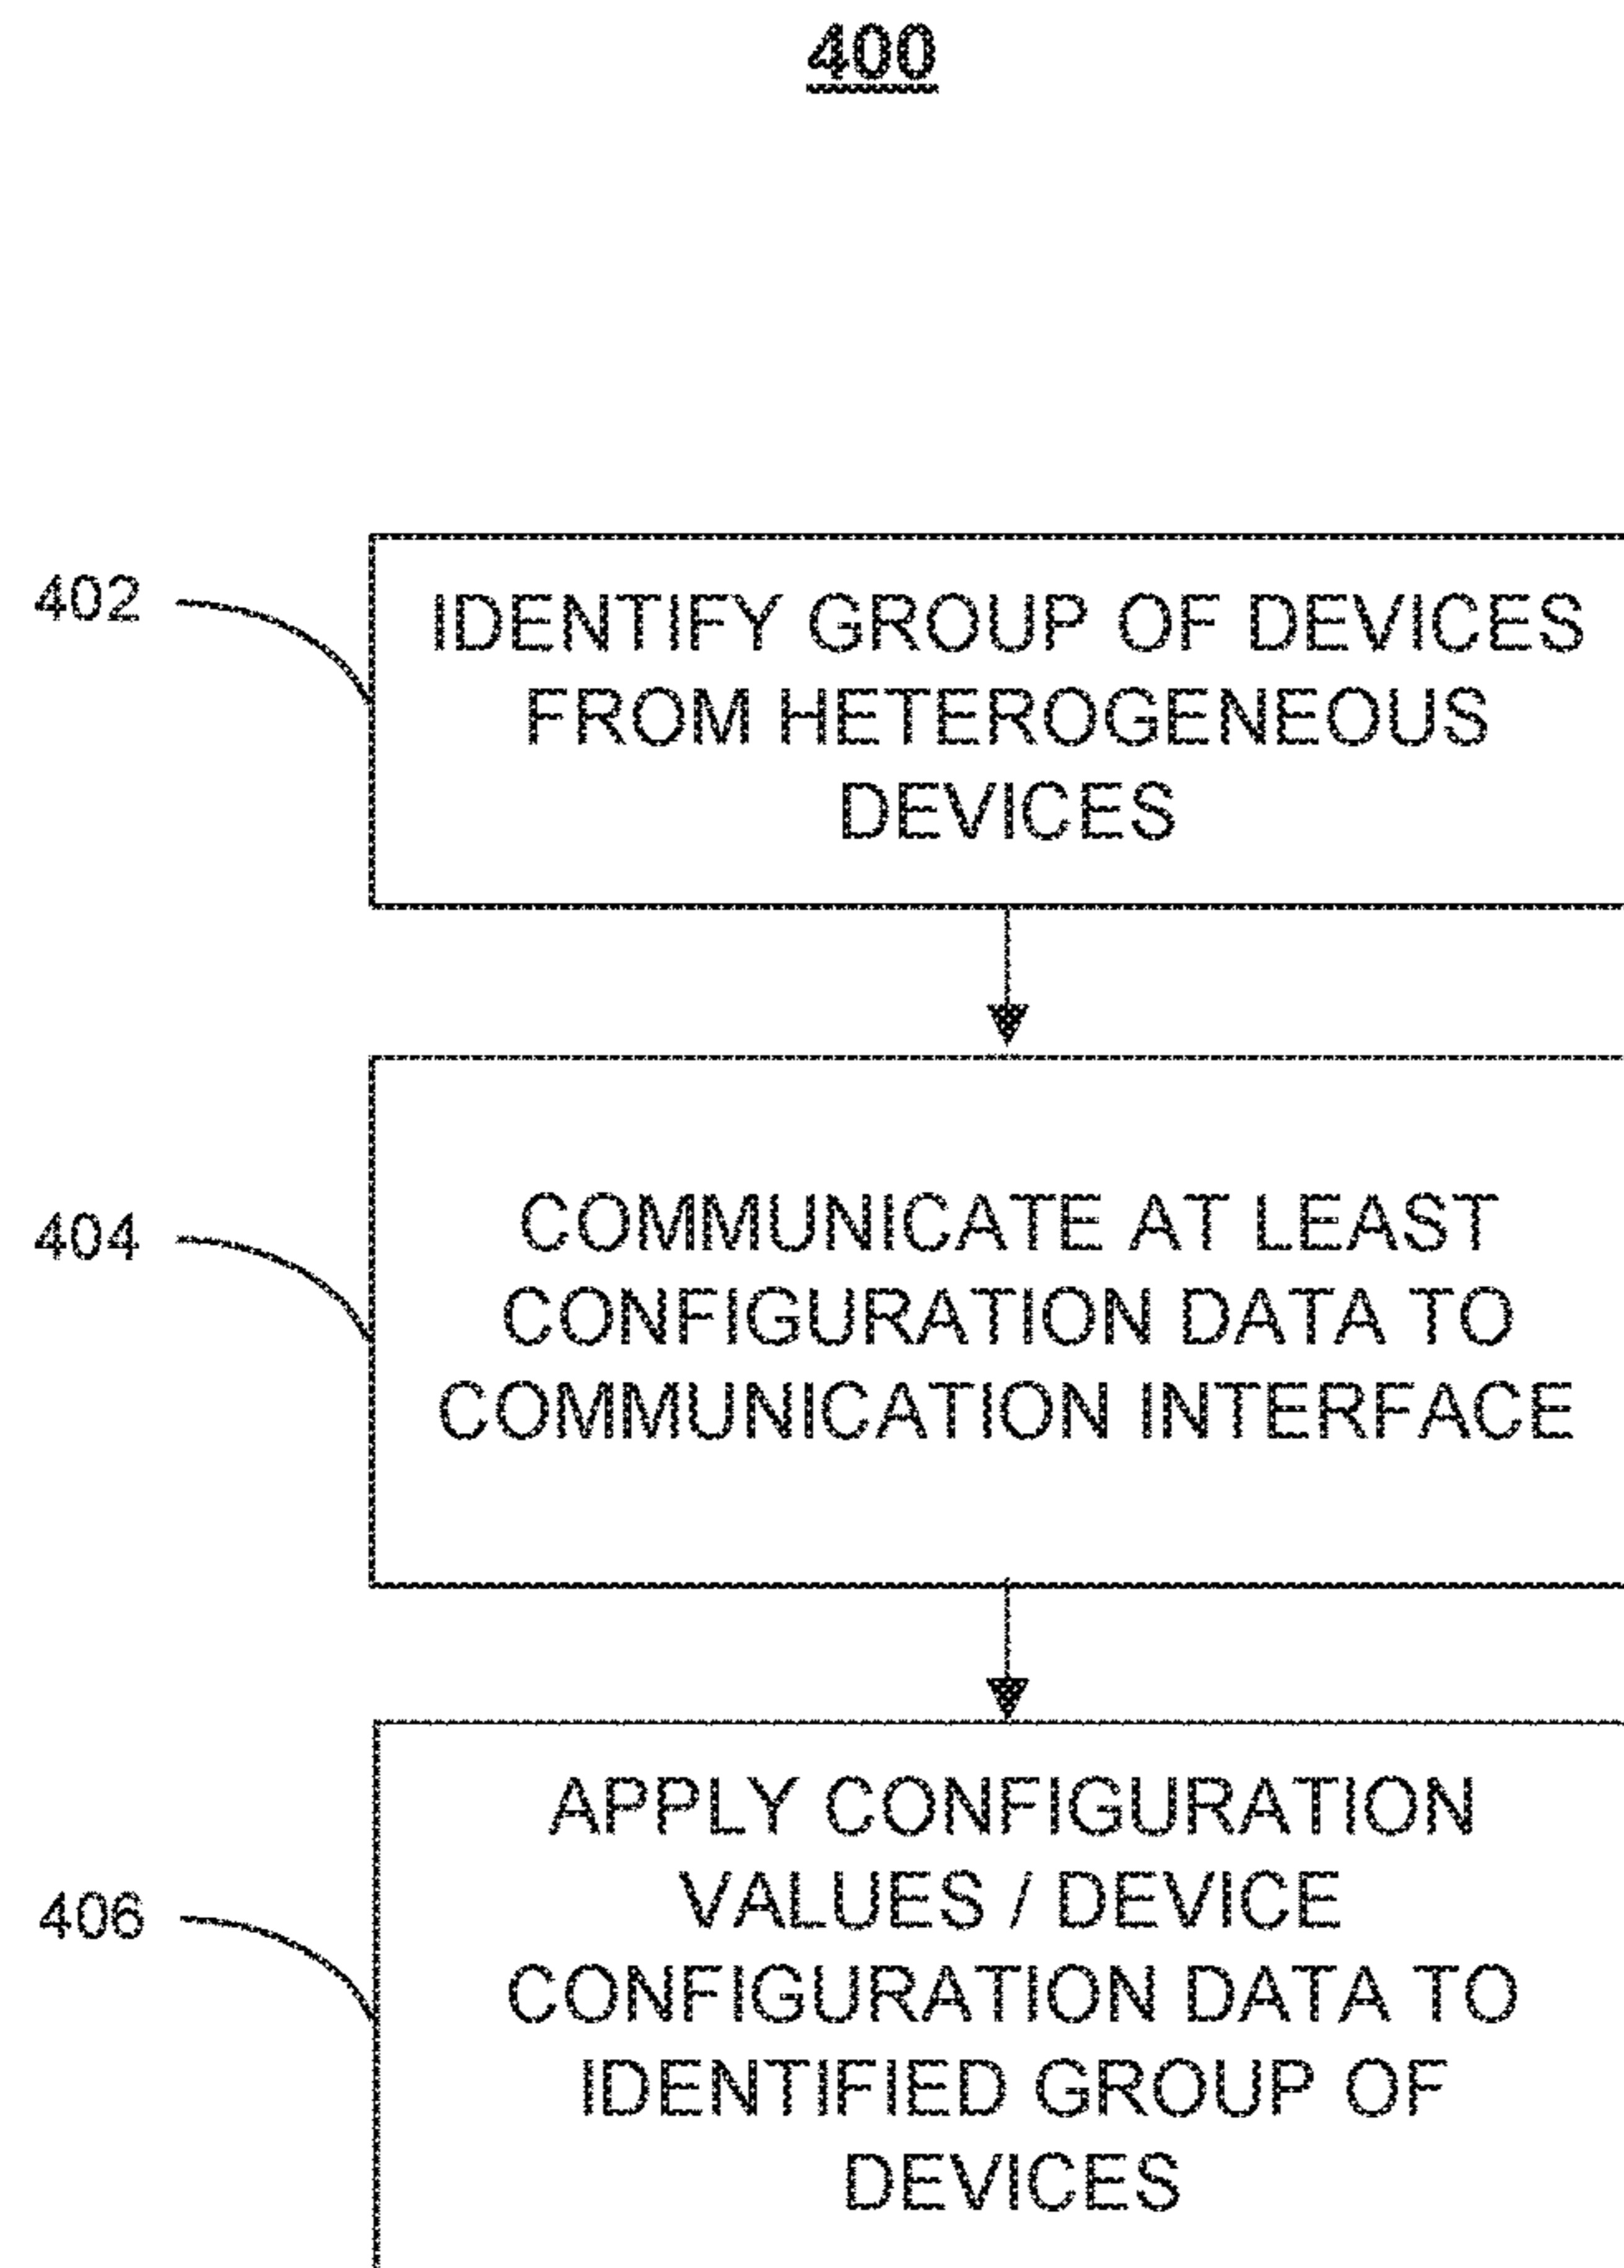 400
402
IDENTIFY GROUP OF DEVICES
FROM HETEROGENEOUS
DEVICES
404
COMMUNICATE AT LEAST
CONFIGURATION DATA TO
COMMUNICATION INTERFACE
406
APPLY CONFIGURATION
VALUES / DEVICE
CONFIGURATION DATA TO
IDENTIFIED GROUP OF
DEVICES